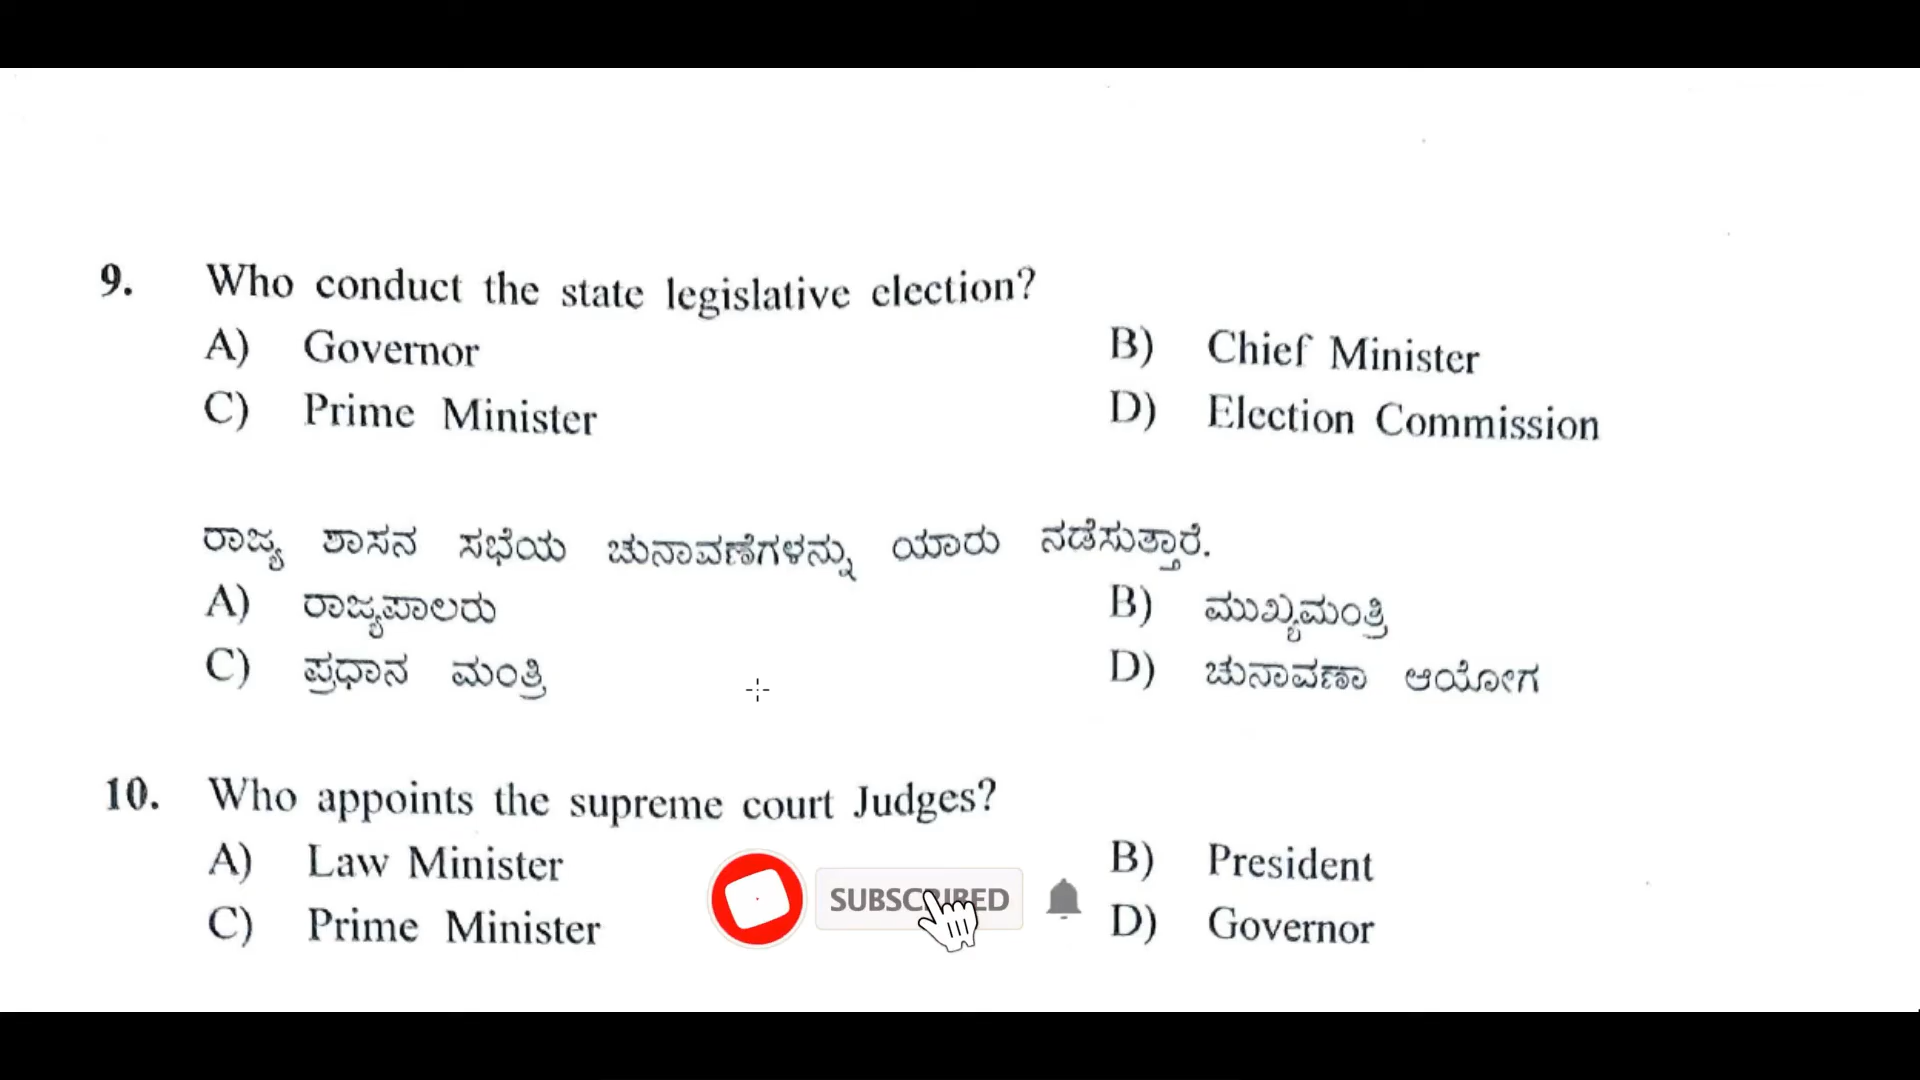 9. Who conduct the state legislative election?
A) Governor B) Chief Minister
C) Prime Minister D) Election Commission
ರಾಜ್ಯ ಶಾಸನ ಸಭೆಯ ಚುನಾವಣೆಗಳನ್ನು ಯಾರು ನಡೆಸುತ್ತಾರೆ.
A) ರಾಜ್ಯಪಾಲರು B) ಮುಖ್ಯಮಂತ್ರಿ
C) ಪ್ರಧಾನ ಮಂತ್ರಿ D) ಚುನಾವಣಾ ಆಯೋಗ
10. Who appoints the supreme court Judges?
A) Law Minister B) President
SUBSCRIBED
C) Prime Minister D) Governor